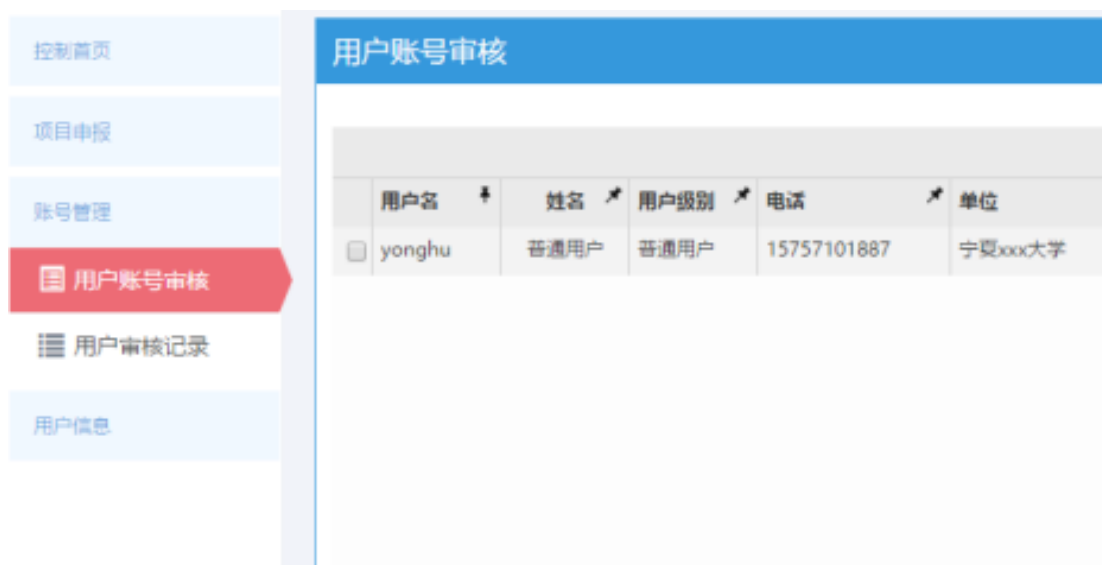 控制首页
项目申报
账号管理
用户账号审核
用户审核记录
用户信息
用户账号审核
用户名 姓名 用户级别 电话 单位
yonghu 普通用户 普通用户 15757101887 宁夏xxx大学